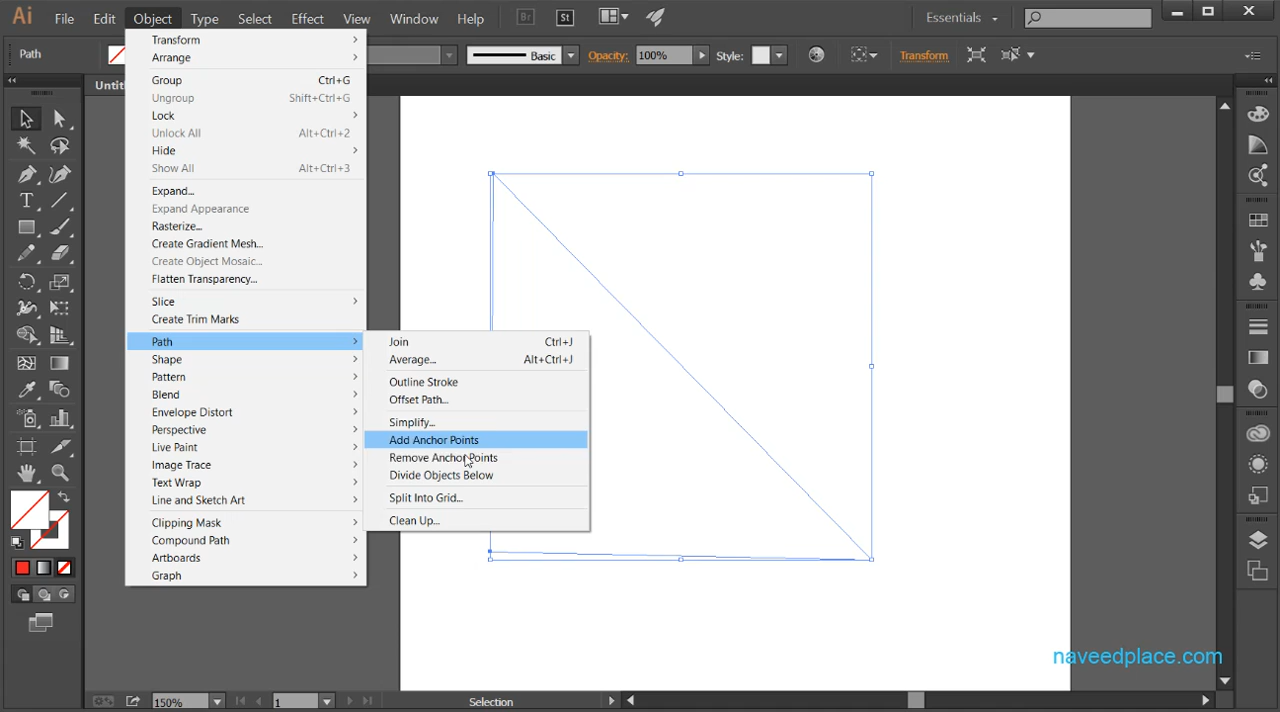 Ai File Edit Object Type Select Effect View Window Help Br St Essentials
Path Basic Opacity: 100% Style: Transform
Transform
Arrange
Group Ctrl+G
Ungroup Shift+Ctrl+G
Lock
Unlock All Alt+Ctrl+2
Hide
Show All Alt+Ctrl+3
Expand...
Expand Appearance
Rasterize...
Create Gradient Mesh...
Create Object Mosaic...
Flatten Transparency...
Slice
Create Trim Marks
Path
Shape
Pattern
Blend
Envelope Distort
Perspective
Live Paint
Image Trace
Text Wrap
Line and Sketch Art
Clipping Mask
Compound Path
Artboards
Graph
Join Ctrl+J
Average... Alt+Ctrl+J
Outline Stroke
Offset Path...
Simplify...
Add Anchor Points
Remove Anchor Points
Divide Objects Below
Split Into Grid...
Clean Up...
naveedplace.com
150% 1 Selection